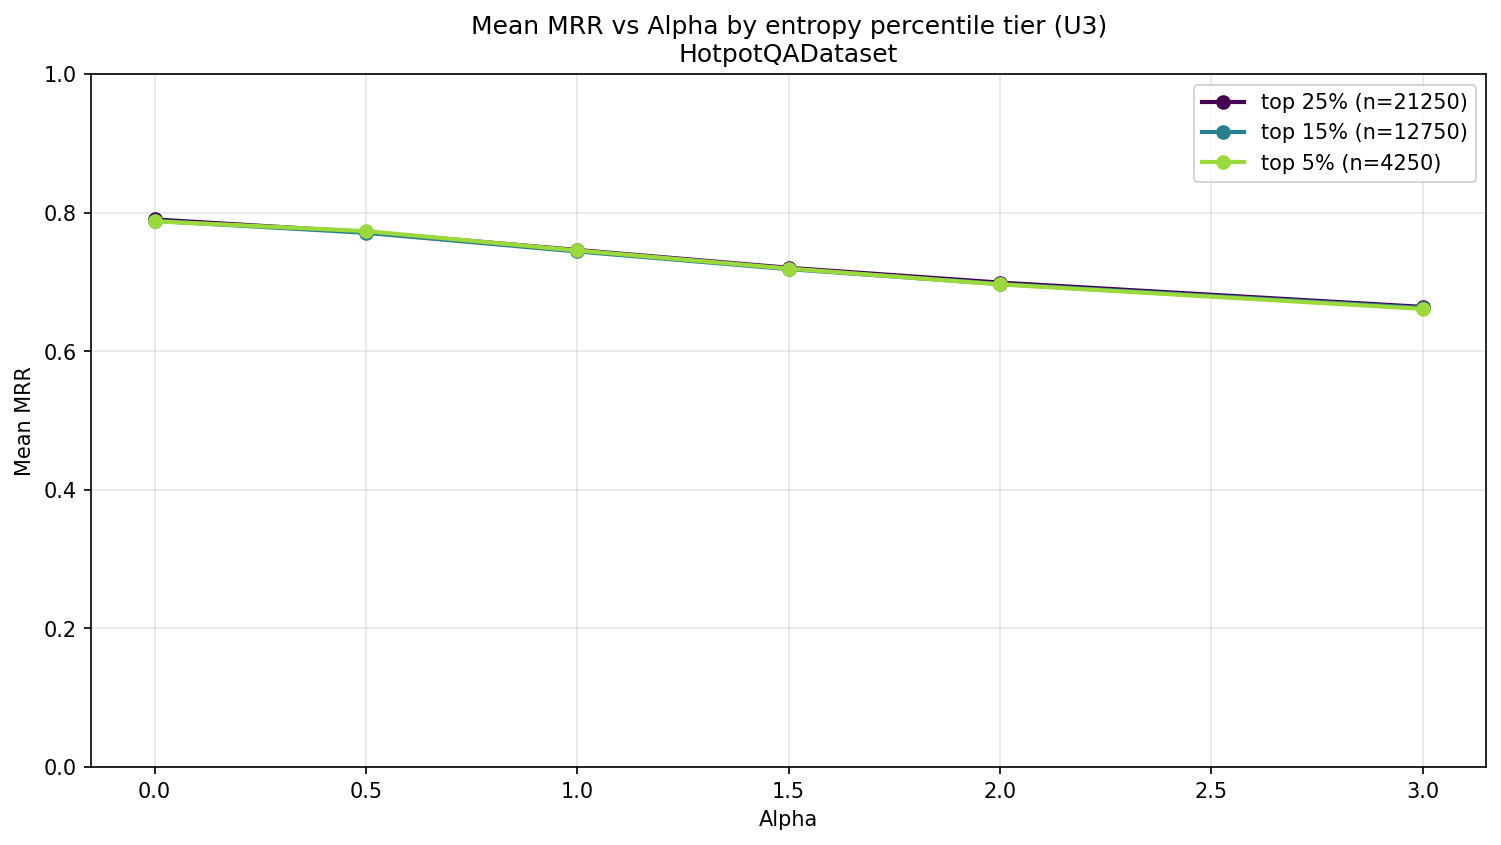 Mean MRR vs Alpha by entropy percentile tier (U3)
HotpotQADataset
top 25% (n=21250)
top 15% (n=12750)
top 5% (n=4250)
Mean MRR
1.0
0.8
0.6
0.4
0.2
0.0
0.0 0.5 1.0 1.5 2.0 2.5 3.0
Alpha